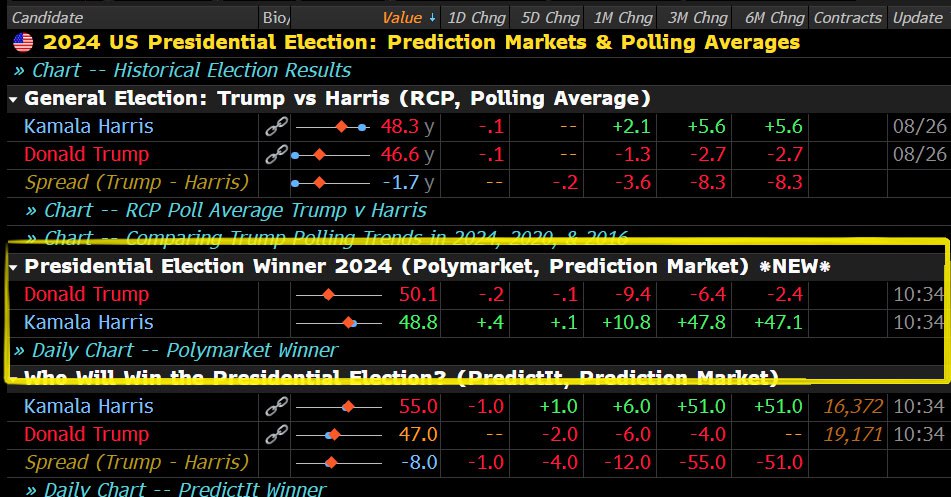 Candidate Bio/ Value ↓ 1D Chng 5D Chng 1M Chng 3M Chng 6M Chng Contracts Update
2024 US Presidential Election: Prediction Markets & Polling Averages
» Chart -- Historical Election Results
General Election: Trump vs Harris (RCP, Polling Average)
Kamala Harris 48.3 y -.1 -- +2.1 +5.6 +5.6 08/26
Donald Trump 46.6 y -.1 -- -1.3 -2.7 -2.7 08/26
Spread (Trump - Harris) -1.7 y -- -.2 -3.6 -8.3 -8.3
» Chart -- RCP Poll Average Trump v Harris
» Chart -- Comparing Trump Polling Trends in 2024, 2020, & 2016
Presidential Election Winner 2024 (Polymarket, Prediction Market) *NEW*
Donald Trump 50.1 -.2 -.1 -9.4 -6.4 -2.4 10:34
Kamala Harris 48.8 +.4 +.1 +10.8 +47.8 +47.1 10:34
» Daily Chart -- Polymarket Winner
Who Will Win the Presidential Election? (PredictIt, Prediction Market)
Kamala Harris 55.0 -1.0 +1.0 +6.0 +51.0 +51.0 16,372 10:34
Donald Trump 47.0 -- -2.0 -6.0 -4.0 -- 19,171 10:34
Spread (Trump - Harris) -8.0 -1.0 -4.0 -12.0 -55.0 -51.0
» Daily Chart -- PredictIt Winner